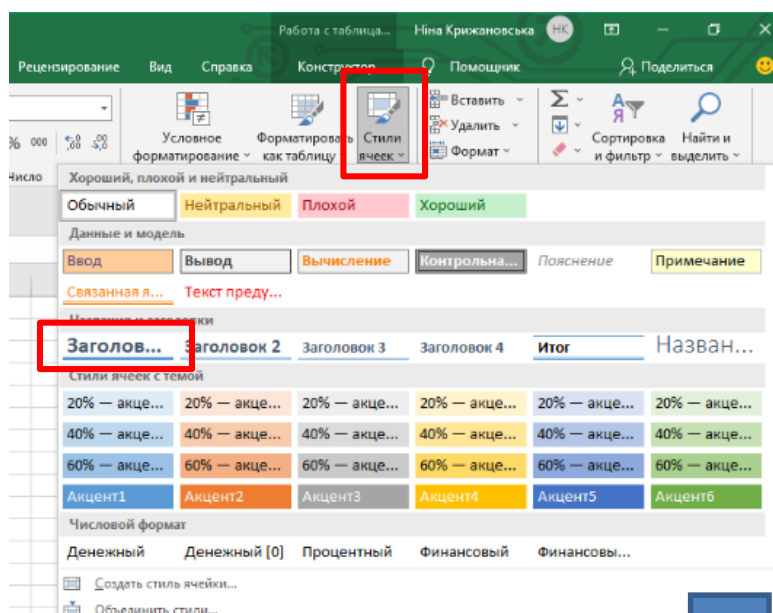 Работа с таблица... Ніна Крижановська НК
Рецензирование Вид Справка Конструктор Помощник Поделиться
% 000
Условное форматирование
Форматировать как таблицу
Стили ячеек
Вставить
Удалить
Формат
Σ
Сортировка и фильтр
Найти и выделить
Число
Хороший, плохой и нейтральный
Обычный Нейтральный Плохой Хороший
Данные и модель
Ввод Вывод Вычисление Контрольна... Пояснение Примечание
Связанная я... Текст преду...
Названия и заголовки
Заголов... Заголовок 2 Заголовок 3 Заголовок 4 Итог Назван...
Стили ячеек с темой
20% — акце... 20% — акце... 20% — акце... 20% — акце... 20% — акце... 20% — акце...
40% — акце... 40% — акце... 40% — акце... 40% — акце... 40% — акце... 40% — акце...
60% — акце... 60% — акце... 60% — акце... 60% — акце... 60% — акце... 60% — акце...
Акцент1 Акцент2 Акцент3 Акцент4 Акцент5 Акцент6
Числовой формат
Денежный Денежный [0] Процентный Финансовый Финансовы...
Создать стиль ячейки...
Объединить стили...